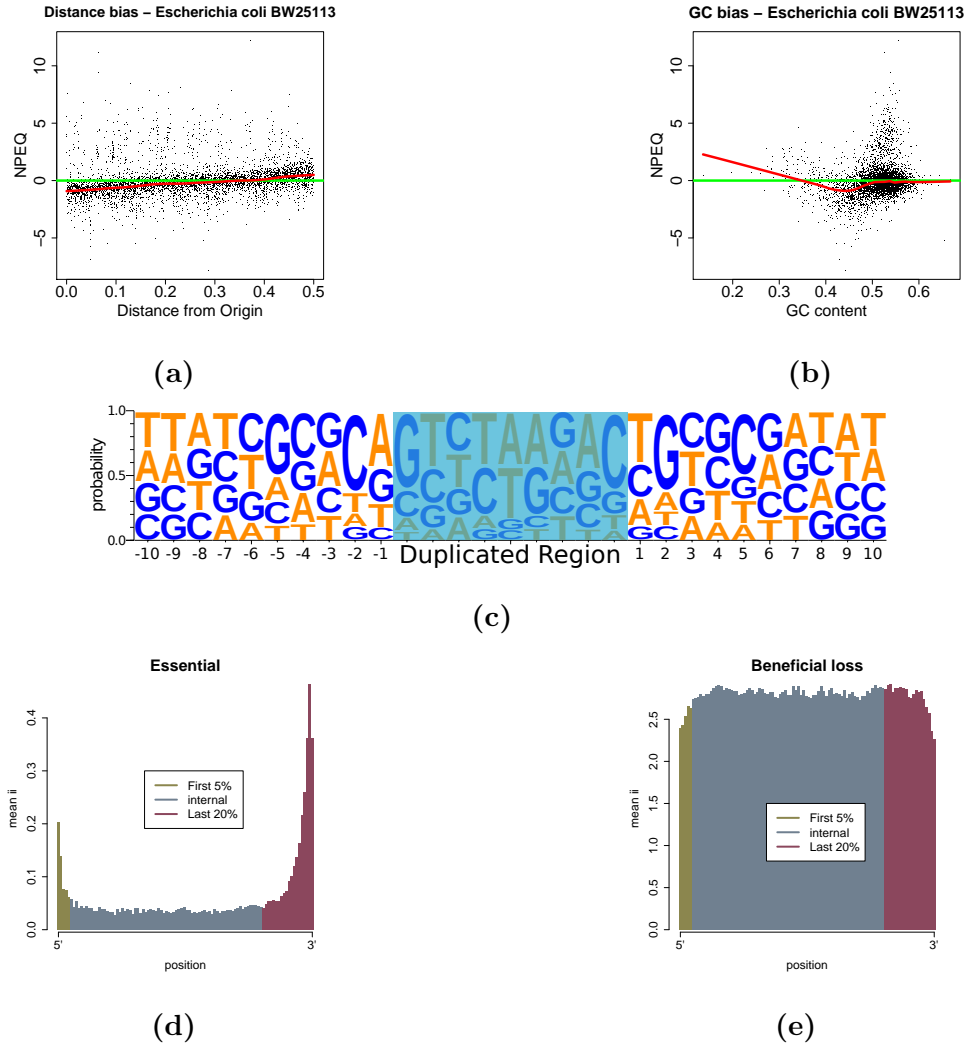 Distance bias – Escherichia coli BW25113
NPEQ
10
5
0
−5
0.0 0.1 0.2 0.3 0.4 0.5
Distance from Origin
(a)
GC bias – Escherichia coli BW25113
NPEQ
10
5
0
−5
0.2 0.3 0.4 0.5 0.6
GC content
(b)
probability
1.0
0.5
0.0
T T A T C G C G C A G T C T A A G A C T G C G C G A T A T
-10 -9 -8 -7 -6 -5 -4 -3 -2 -1 Duplicated Region 1 2 3 4 5 6 7 8 9 10
(c)
Essential
mean ii
0.4
0.3
0.2
0.1
0.0
First 5%
internal
Last 20%
5' 3'
position
(d)
Beneficial loss
mean ii
2.5
2.0
1.5
1.0
0.5
0.0
First 5%
internal
Last 20%
5' 3'
position
(e)